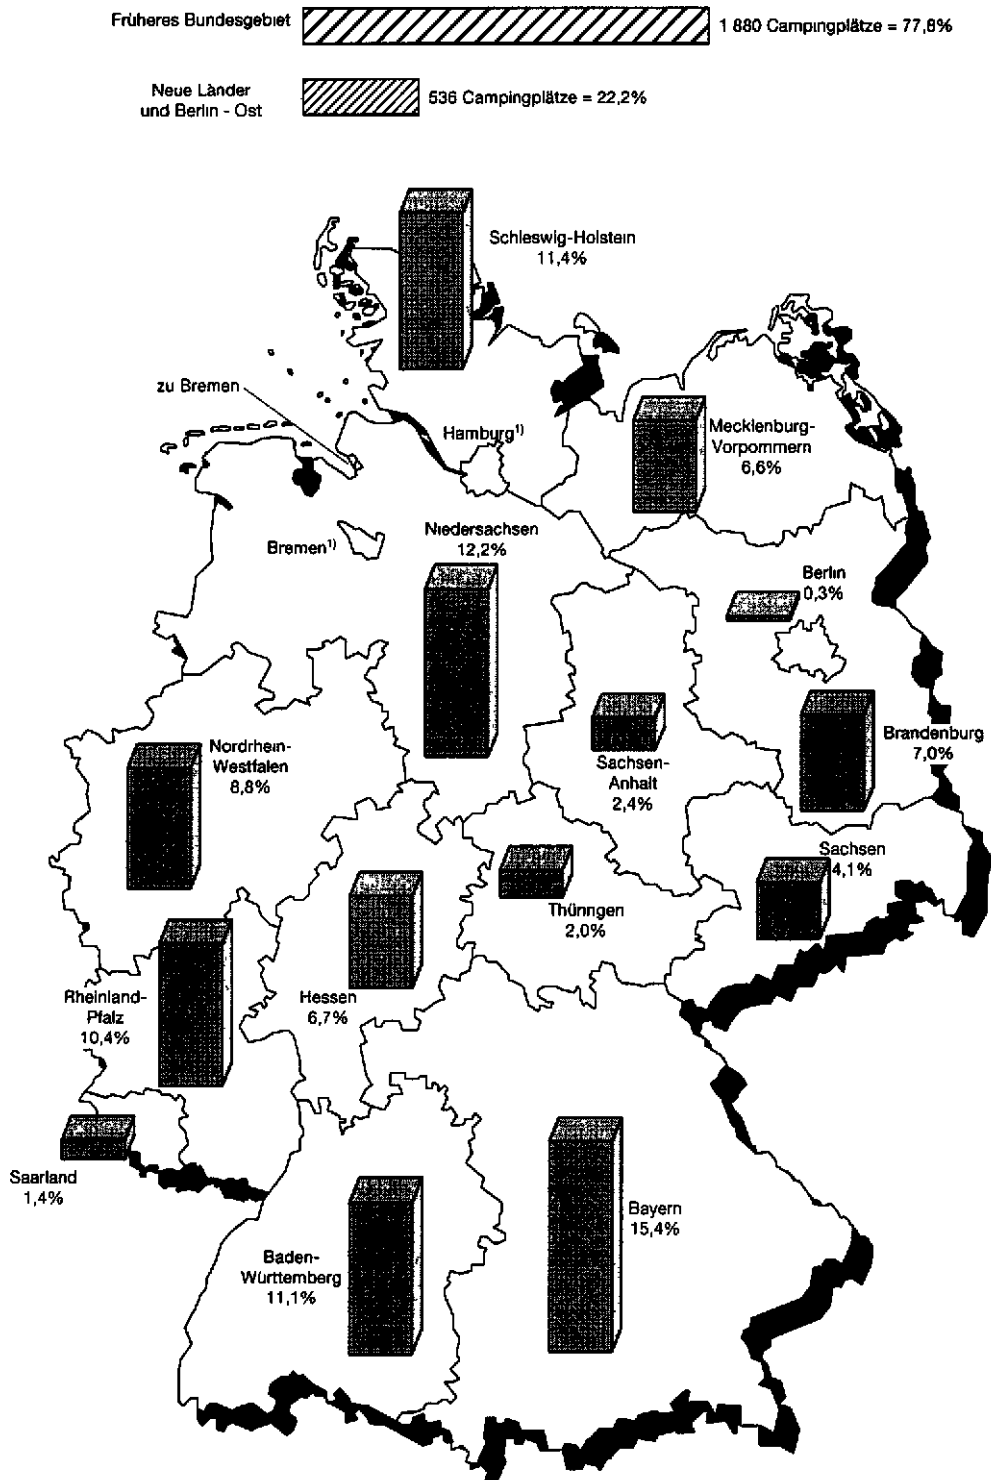 Früheres Bundesgebiet
1 880 Campingplätze = 77,8%
Neue Länder
und Berlin - Ost
536 Campingplätze = 22,2%
Schleswig-Holstein
11,4%
zu Bremen
Hamburg¹⁾
Mecklenburg-
Vorpommern
6,6%
Bremen¹⁾
Niedersachsen
12,2%
Berlin
0,3%
Nordrhein-
Westfalen
8,8%
Sachsen-
Anhalt
2,4%
Brandenburg
7,0%
Sachsen
4,1%
Thüringen
2,0%
Rheinland-
Pfalz
10,4%
Hessen
6,7%
Saarland
1,4%
Bayern
15,4%
Baden-
Württemberg
11,1%